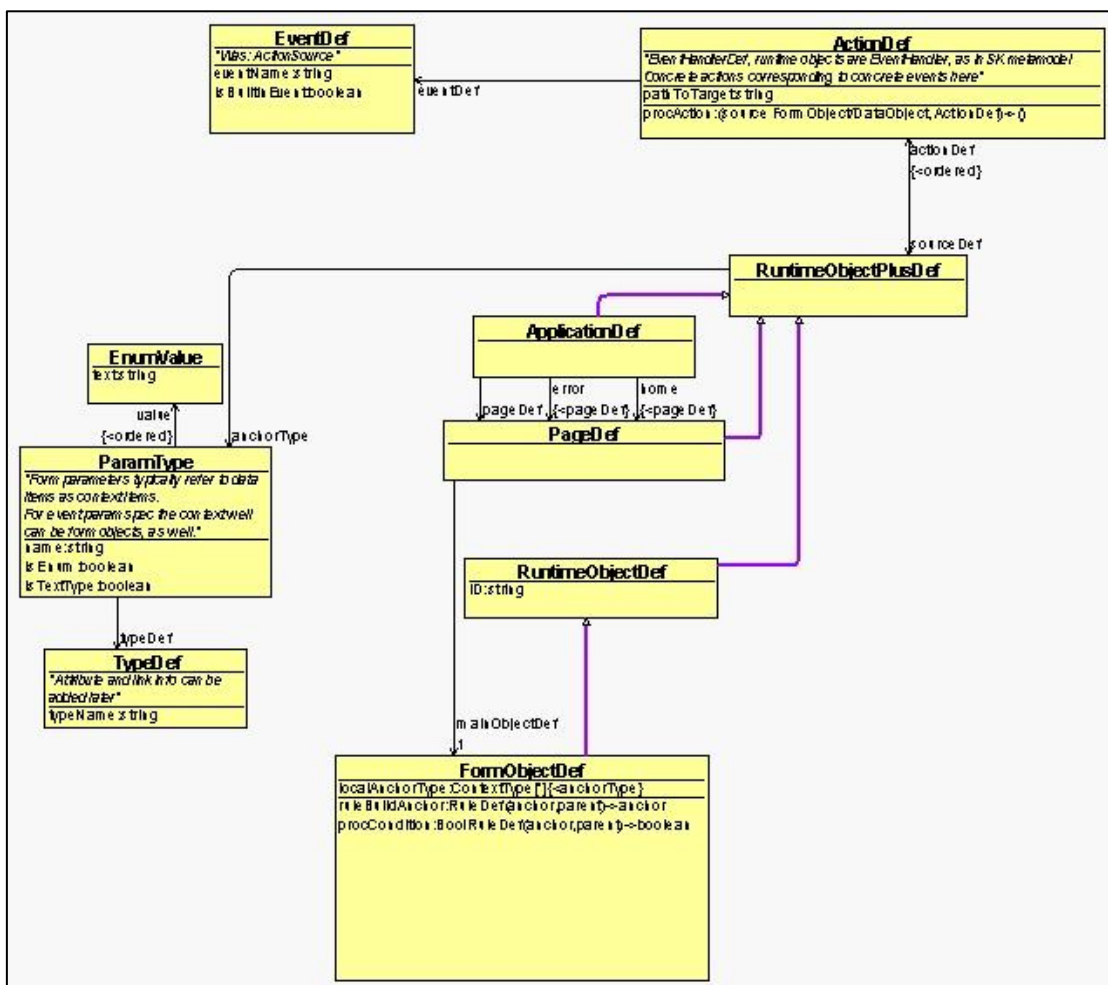 EventDef
"Was: ActionSource"
eventName:string
isBuiltInEvent:boolean
ActionDef
"EventHandlerDef, runtime objects are EventHandler, as in SK metamodel
Concrete actions corresponding to concrete events here"
pathToTarget:string
procAction:(source FormObject/DataObject, ActionDef)->()
eventDef
actionDef
{<ordered}
sourceDef
RuntimeObjectPlusDef
ApplicationDef
EnumValue
text:string
error
home
pageDef
{<pageDef}
{<pageDef}
value
{<ordered}
anchorType
PageDef
ParamType
"Form parameters typically refer to data
items as context items.
For event param spec the context well
can be form objects, as well."
name:string
isEnum:boolean
isTextType:boolean
RuntimeObjectDef
ID:string
typeDef
TypeDef
"Attribute and link info can be
added later"
typeName:string
mainObjectDef
1
FormObjectDef
localAnchorType:ContextType[*]{<anchorType}
ruleBuildAnchor:RuleDef(anchor,parent)->anchor
procCondition:BoolRuleDef(anchor,parent)->boolean